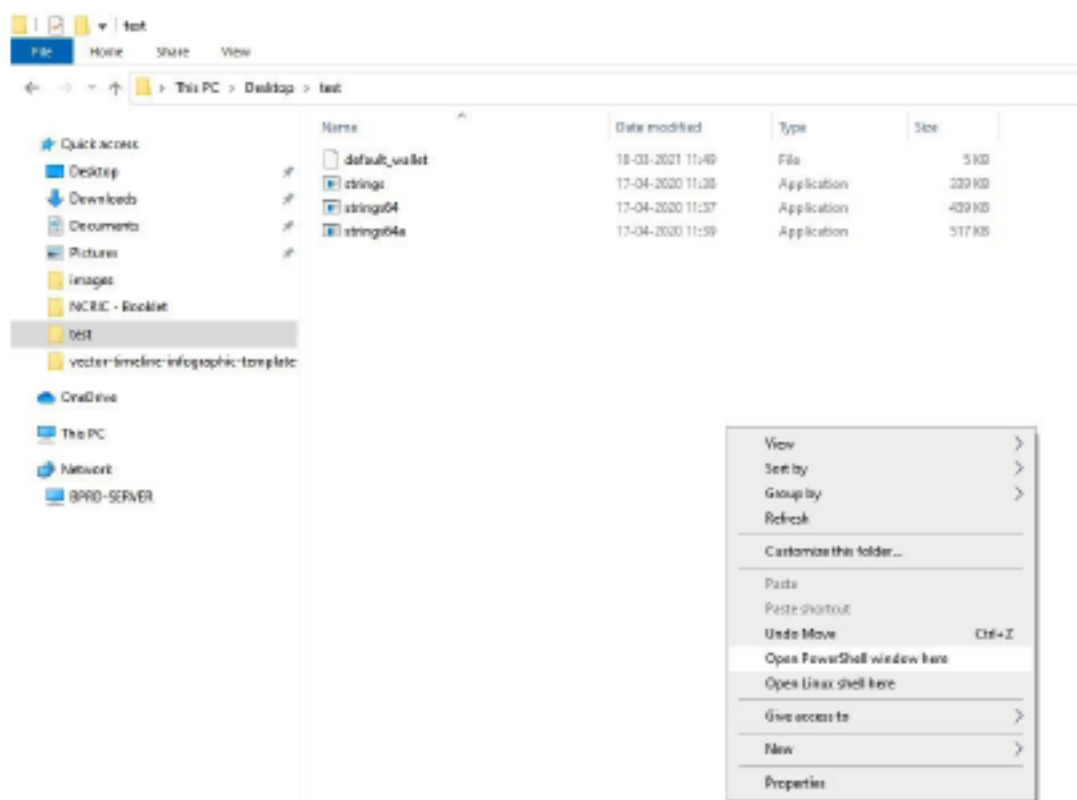 test
File Home Share View
This PC > Desktop > test
Name Date modified Type Size
Quick access
default_wallet 18-03-2021 11:49 File 5 KB
Desktop
strings 17-04-2020 11:38 Application 339 KB
Downloads
strings64 17-04-2020 11:37 Application 439 KB
Documents
strings64a 17-04-2020 11:39 Application 517 KB
Pictures
images
NCRIC - Booklet
test
vector-timeline-infographic-template
OneDrive
This PC
Network
BPRD-SERVER
View
Sort by
Group by
Refresh
Customize this folder...
Paste
Paste shortcut
Undo Move Ctrl+Z
Open PowerShell window here
Open Linux shell here
Give access to
New
Properties